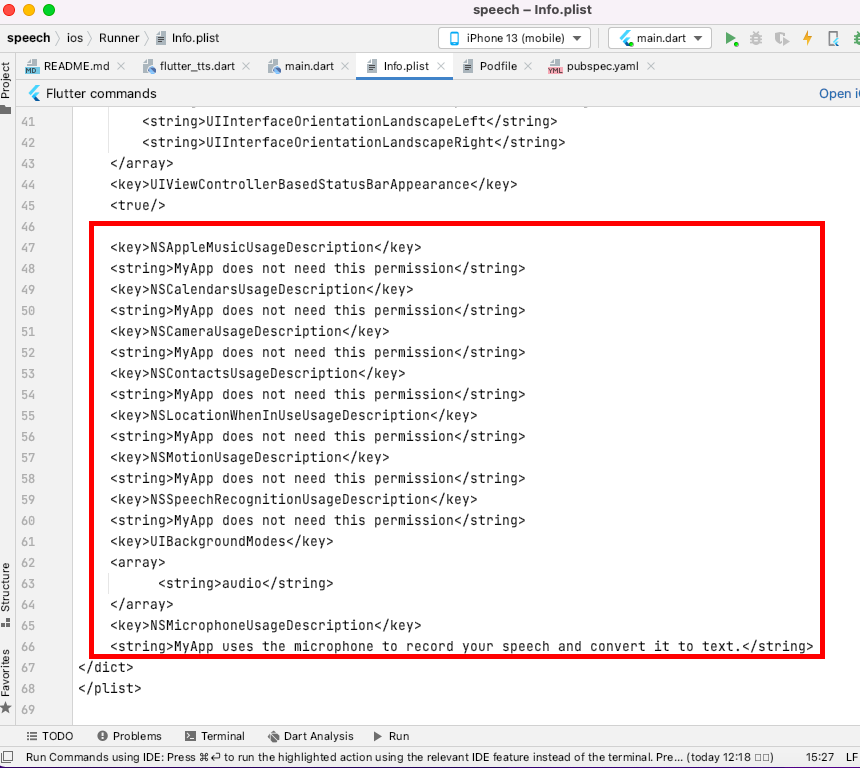 speech – Info.plist
speech ios Runner Info.plist iPhone 13 (mobile) main.dart
README.md flutter_tts.dart main.dart Info.plist Podfile pubspec.yaml
Project
Flutter commands Open
41 <string>UIInterfaceOrientationLandscapeLeft</string>
42 <string>UIInterfaceOrientationLandscapeRight</string>
43 </array>
44 <key>UIViewControllerBasedStatusBarAppearance</key>
45 <true/>
46
47 <key>NSAppleMusicUsageDescription</key>
48 <string>MyApp does not need this permission</string>
49 <key>NSCalendarsUsageDescription</key>
50 <string>MyApp does not need this permission</string>
51 <key>NSCameraUsageDescription</key>
52 <string>MyApp does not need this permission</string>
53 <key>NSContactsUsageDescription</key>
54 <string>MyApp does not need this permission</string>
55 <key>NSLocationWhenInUseUsageDescription</key>
56 <string>MyApp does not need this permission</string>
57 <key>NSMotionUsageDescription</key>
58 <string>MyApp does not need this permission</string>
59 <key>NSSpeechRecognitionUsageDescription</key>
60 <string>MyApp does not need this permission</string>
61 <key>UIBackgroundModes</key>
62 <array>
63 <string>audio</string>
64 </array>
65 <key>NSMicrophoneUsageDescription</key>
66 <string>MyApp uses the microphone to record your speech and convert it to text.</string>
67 </dict>
68 </plist>
69
Structure
Favorites
TODO Problems Terminal Dart Analysis Run
Run Commands using IDE: Press ⌘⏎ to run the highlighted action using the relevant IDE feature instead of the terminal. Pre... (today 12:18 15:27 LF